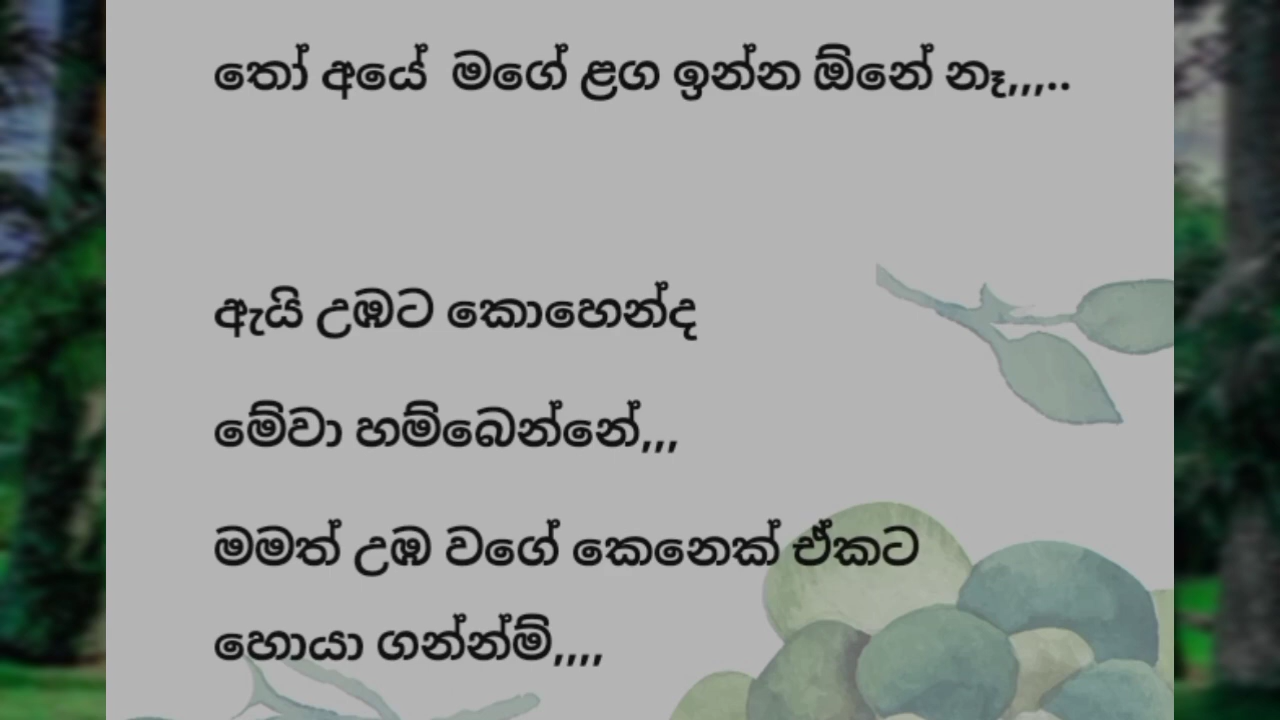 තෝ අයේ මගේ ළග ඉන්න ඕනේ නෑ,,,..
ඇයි උඹට කොහෙන්ද
මේවා හම්බෙන්නේ,,,
මමත් උඹ වගේ කෙනෙක් ඒකට
හොයා ගන්න්ම්,,,,